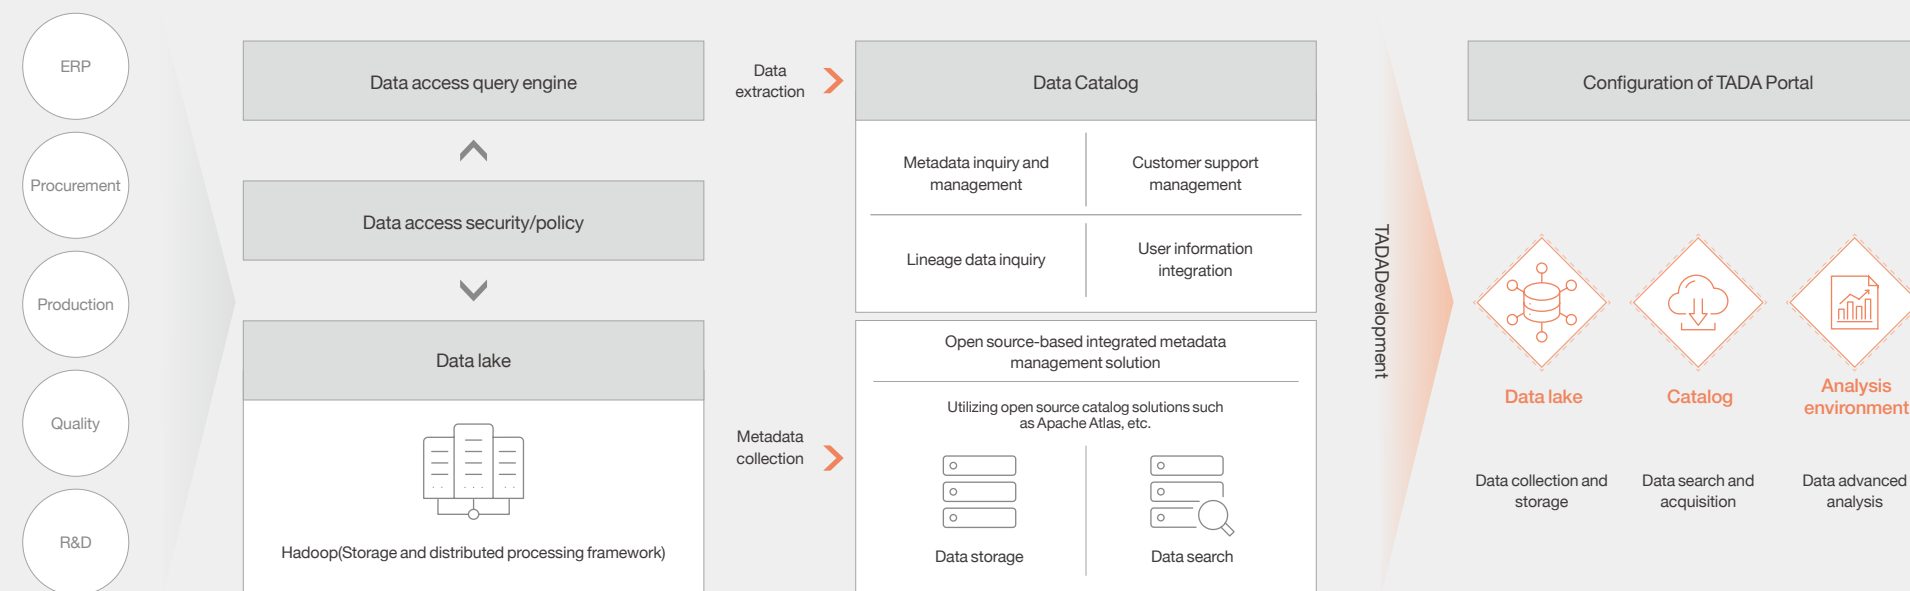 ERP
Procurement
Production
Quality
R&D
Data access query engine
Data access security/policy
Data lake
Hadoop(Storage and distributed processing framework)
Data
extraction
Metadata
collection
Data Catalog
Metadata inquiry and
management
Customer support
management
Lineage data inquiry
User information
integration
Open source-based integrated metadata
management solution
Utilizing open source catalog solutions such
as Apache Atlas, etc.
Data storage
Data search
TADADevelopment
Configuration of TADA Portal
Data lake
Catalog
Analysis
environment
Data collection and
storage
Data search and
acquisition
Data advanced
analysis